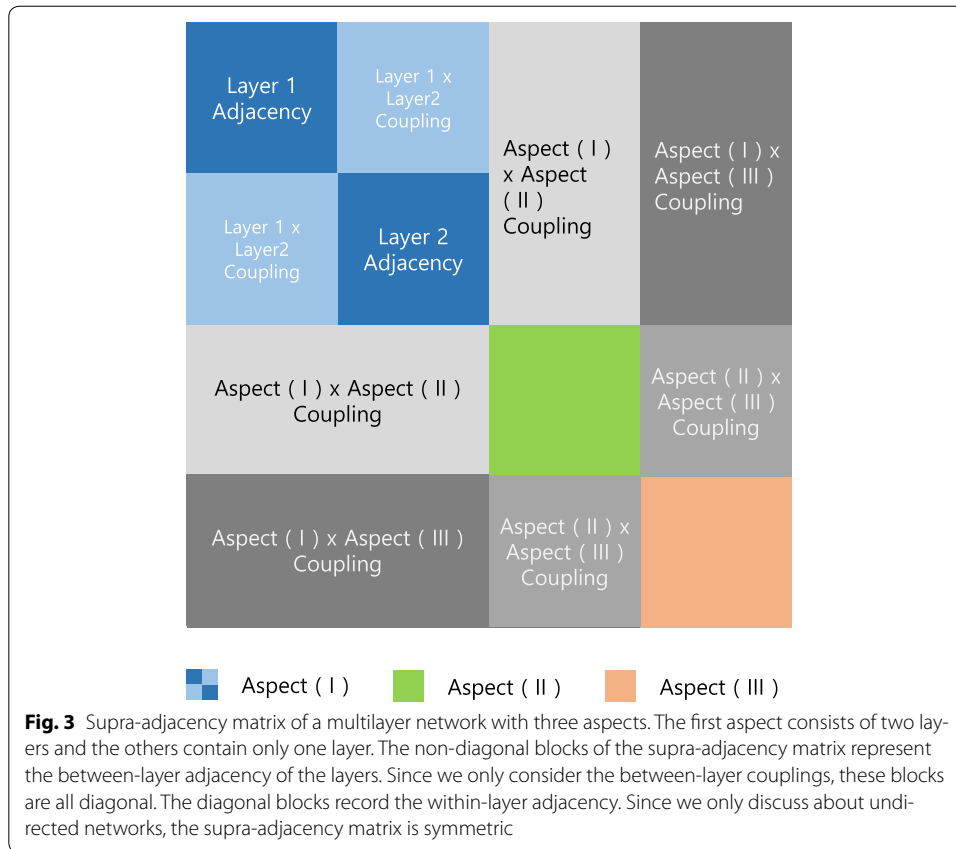 Layer 1
Adjacency
Layer 1 x
Layer2
Coupling
Aspect ( I )
x Aspect
( II )
Coupling
Aspect ( I ) x
Aspect ( III )
Coupling
Layer 1 x
Layer2
Coupling
Layer 2
Adjacency
Aspect ( I ) x Aspect ( II )
Coupling
Aspect ( II ) x
Aspect ( III )
Coupling
Aspect ( I ) x Aspect ( III )
Coupling
Aspect ( II ) x
Aspect ( III )
Coupling
Aspect ( I )
Aspect ( II )
Aspect ( III )
Fig. 3 Supra-adjacency matrix of a multilayer network with three aspects. The first aspect consists of two lay-
ers and the others contain only one layer. The non-diagonal blocks of the supra-adjacency matrix represent
the between-layer adjacency of the layers. Since we only consider the between-layer couplings, these blocks
are all diagonal. The diagonal blocks record the within-layer adjacency. Since we only discuss about undi-
rected networks, the supra-adjacency matrix is symmetric